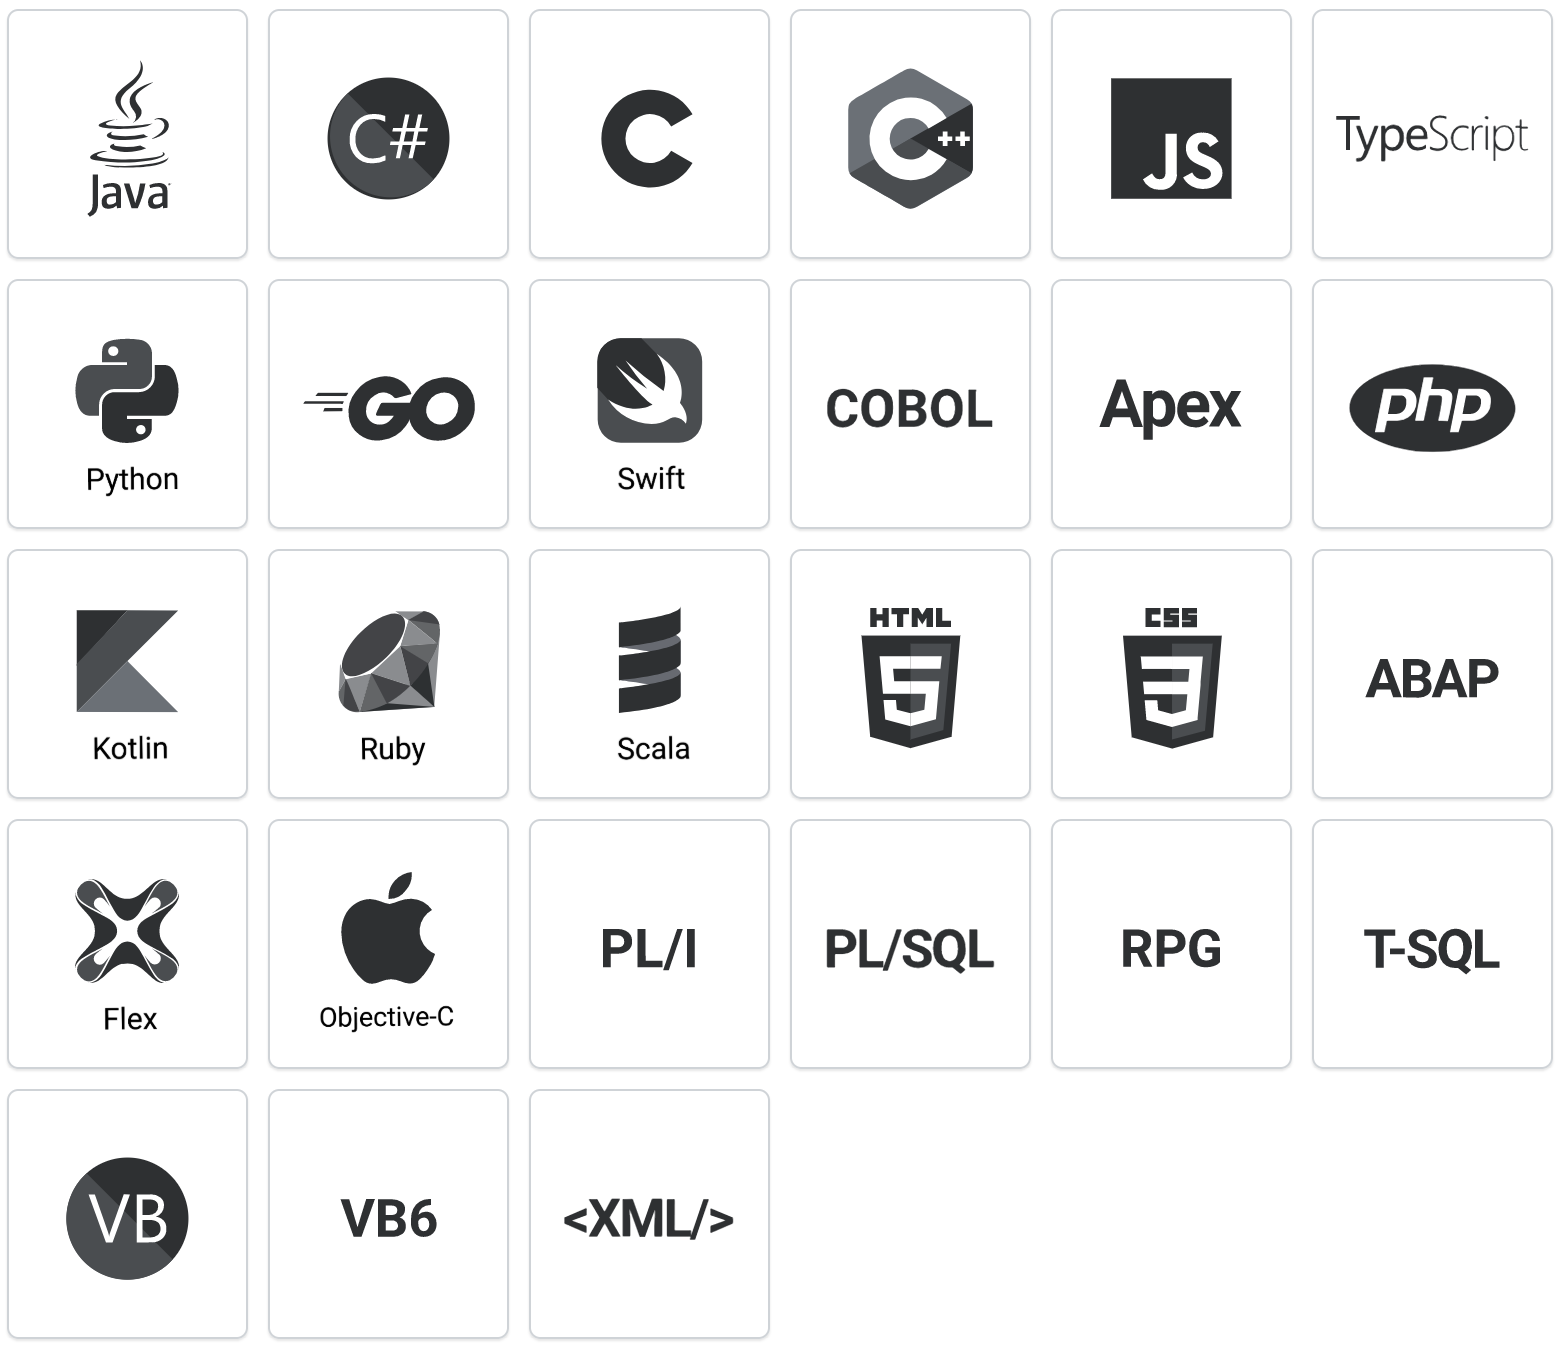 Java
C#
C
C++
JS
TypeScript
Python
GO
Swift
COBOL
Apex
php
Kotlin
Ruby
Scala
HTML
5
CSS
3
ABAP
Flex
Objective-C
PL/I
PL/SQL
RPG
T-SQL
VB
VB6
<XML/>